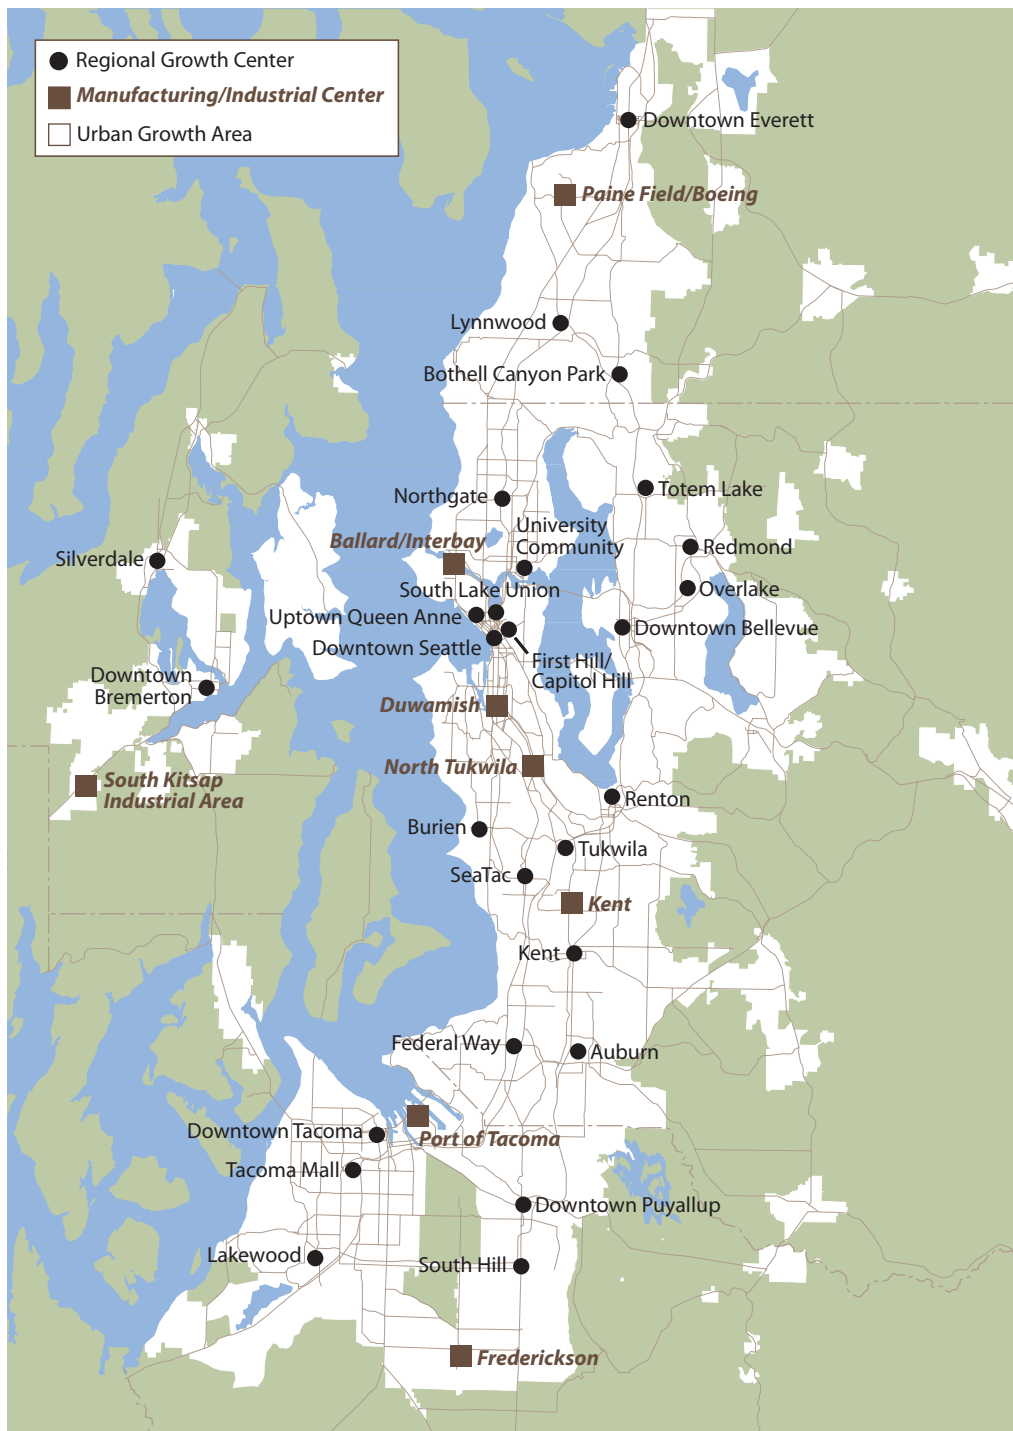 Regional Growth Center
Manufacturing/Industrial Center
Urban Growth Area
Downtown Everett
Paine Field/Boeing
Lynnwood
Bothell Canyon Park
Northgate
Totem Lake
University
Community
Ballard/Interbay
Redmond
Silverdale
South Lake Union
Overlake
Uptown Queen Anne
Downtown Bellevue
Downtown Seattle
First Hill/
Capitol Hill
Downtown
Bremerton
Duwamish
North Tukwila
South Kitsap
Industrial Area
Renton
Burien
Tukwila
SeaTac
Kent
Kent
Federal Way
Auburn
Downtown Tacoma
Port of Tacoma
Tacoma Mall
Downtown Puyallup
Lakewood
South Hill
Frederickson